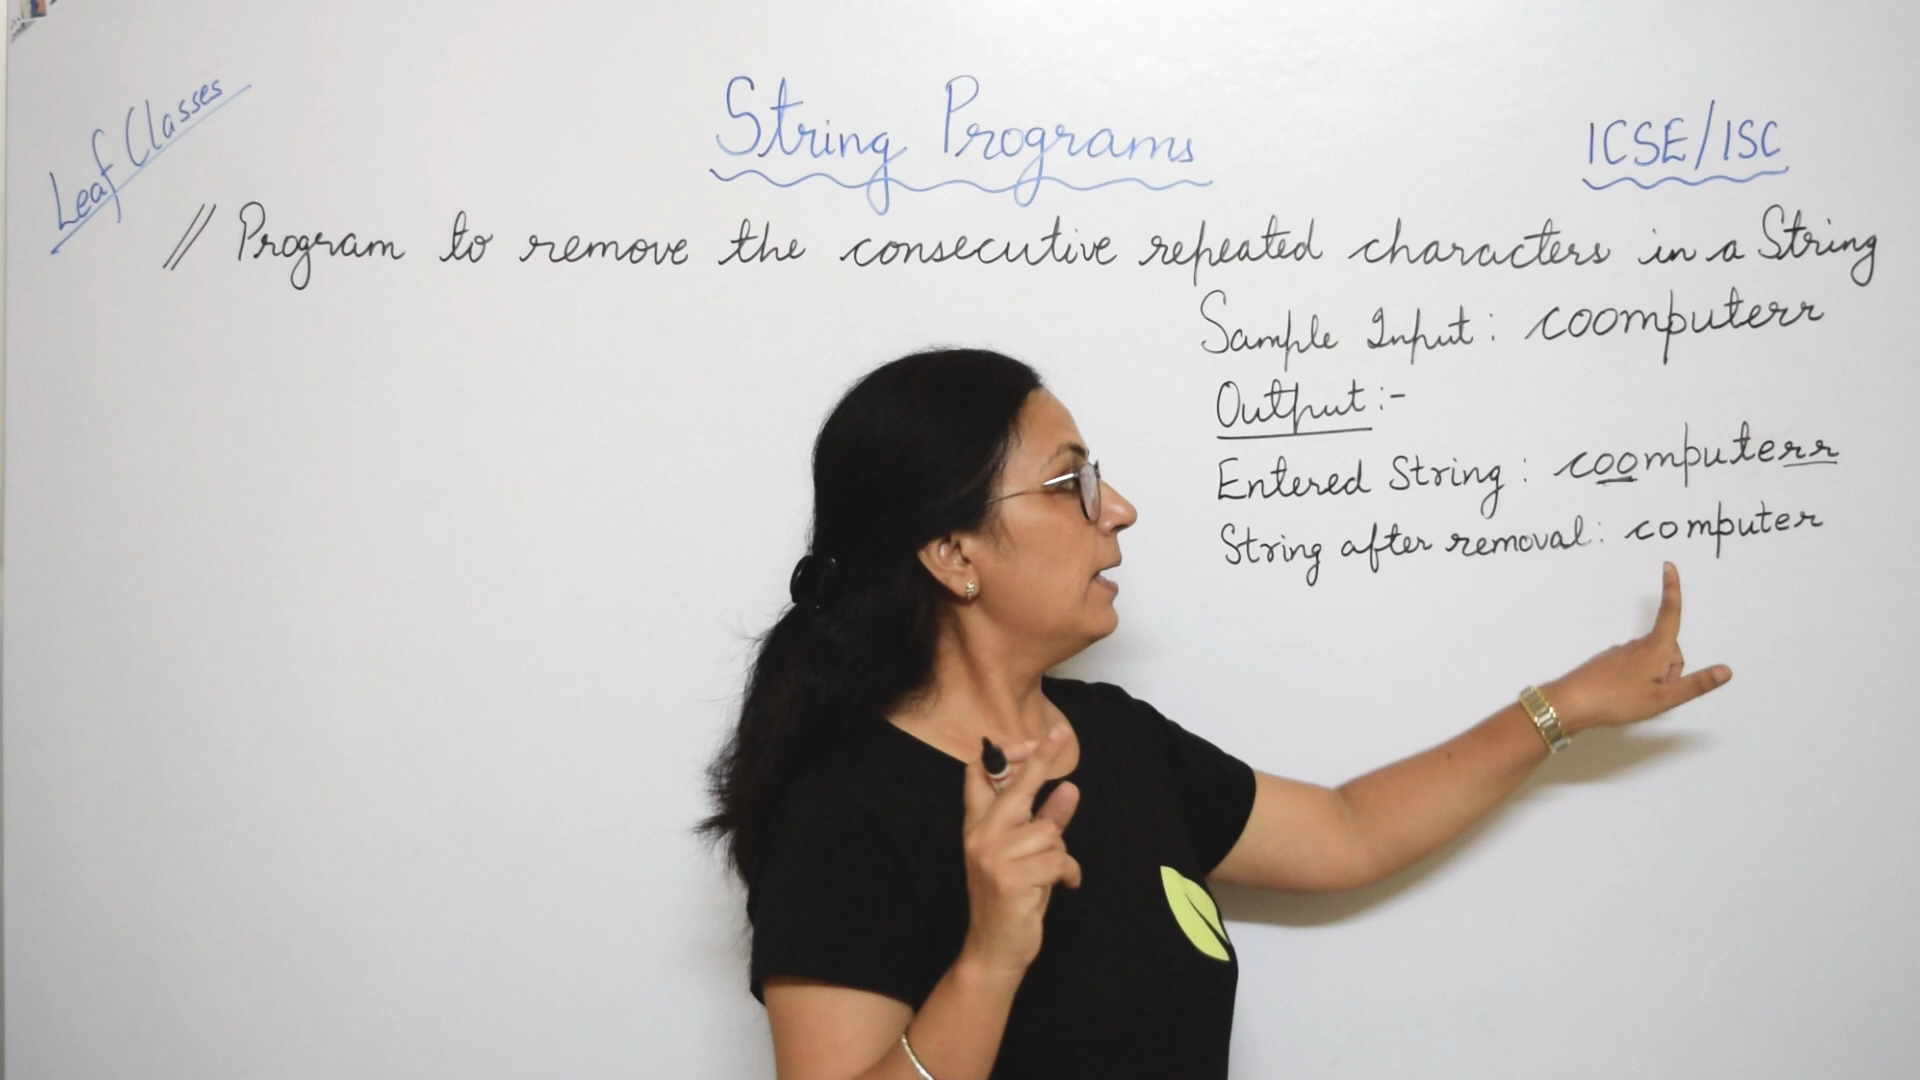 Leaf Classes
String Programs
ICSE/ISC
// Program to remove the consecutive repeated characters in a String
Sample Input: coomputerr
Output:-
Entered String: coomputerr
String after removal: computer